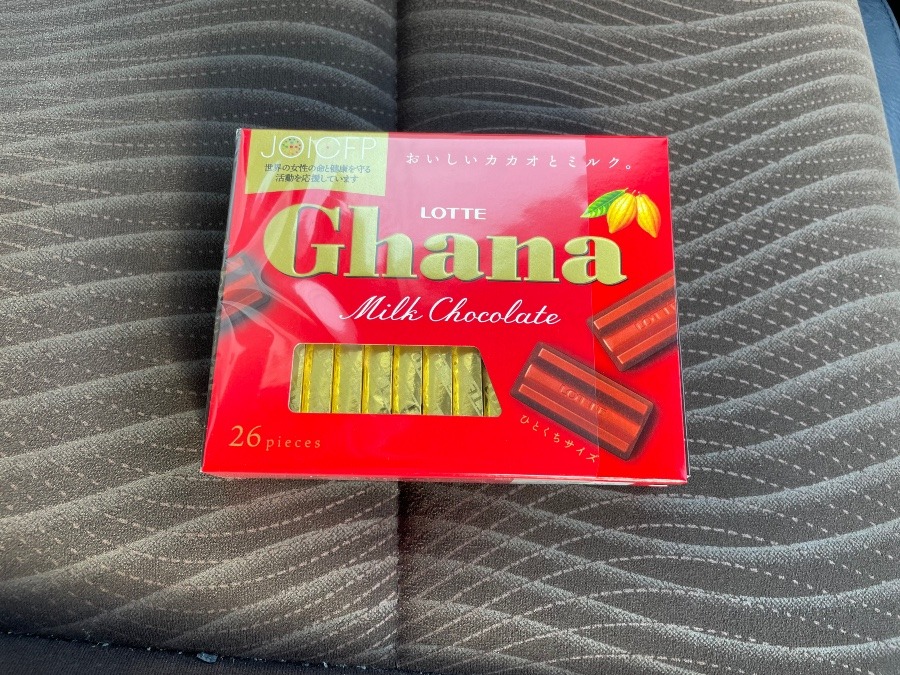 JOICFP
世界の女性の命と健康を守る
活動を応援しています
おいしいカカオとミルク。
LOTTE
Ghana
Milk Chocolate
LOTTE
LOTTE
ひとくちサイズ
26 pieces